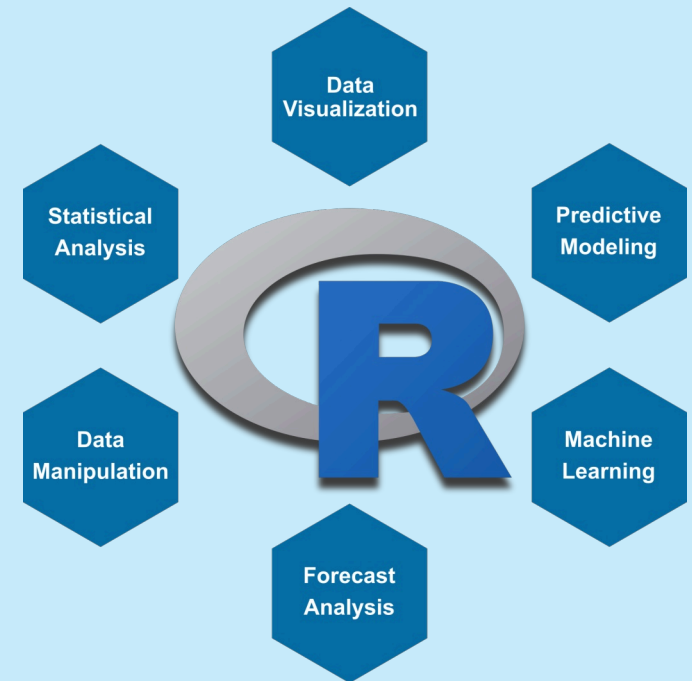 Data
Visualization
Statistical
Analysis
Predictive
Modeling
R
Data
Manipulation
Machine
Learning
Forecast
Analysis